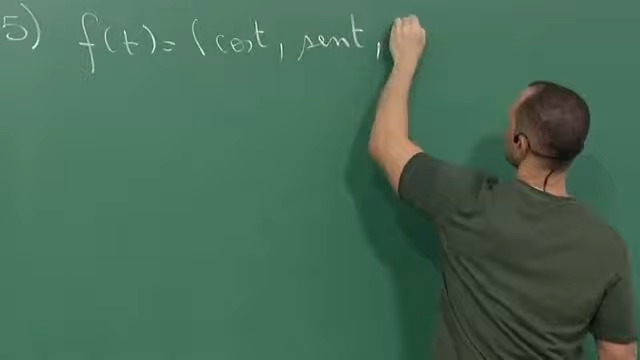 5) f(t) = (cost, sent,